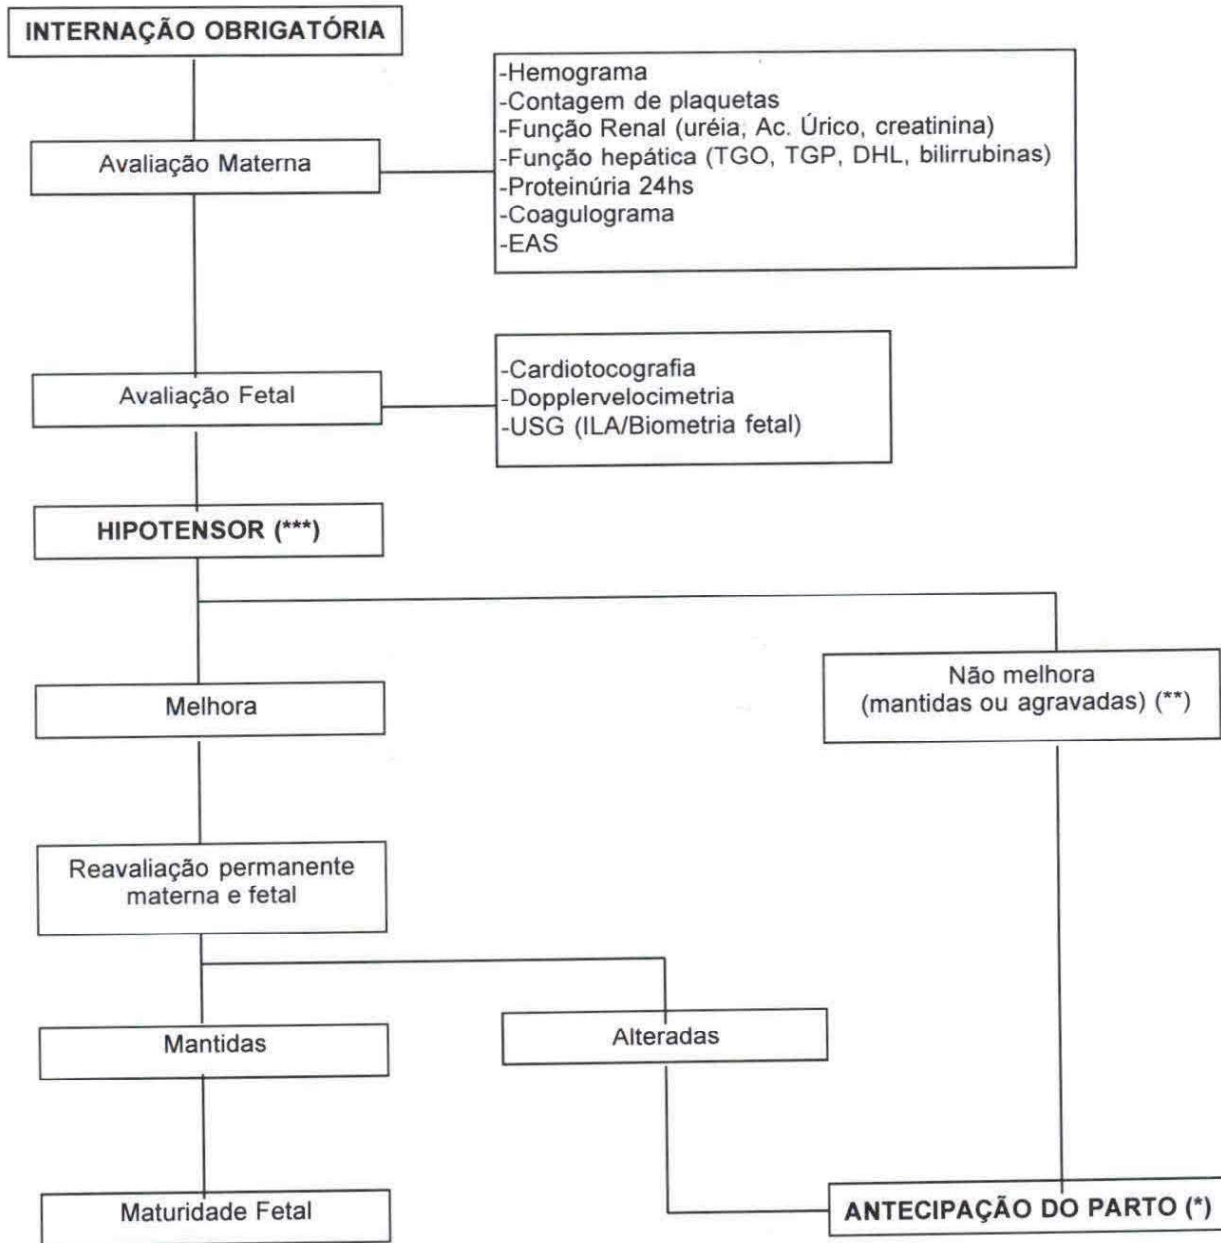 INTERNAÇÃO OBRIGATÓRIA
-Hemograma
-Contagem de plaquetas
-Função Renal (uréia, Ac. Úrico, creatinina)
-Função hepática (TGO, TGP, DHL, bilirrubinas)
-Proteinúria 24hs
-Coagulograma
-EAS
Avaliação Materna
-Cardiotocografia
-Dopplervelocimetria
-USG (ILA/Biometria fetal)
Avaliação Fetal
HIPOTENSOR (***)
Melhora
Não melhora
(mantidas ou agravadas) (**)
Reavaliação permanente
materna e fetal
Mantidas
Alteradas
Maturidade Fetal
ANTECIPAÇÃO DO PARTO (*)